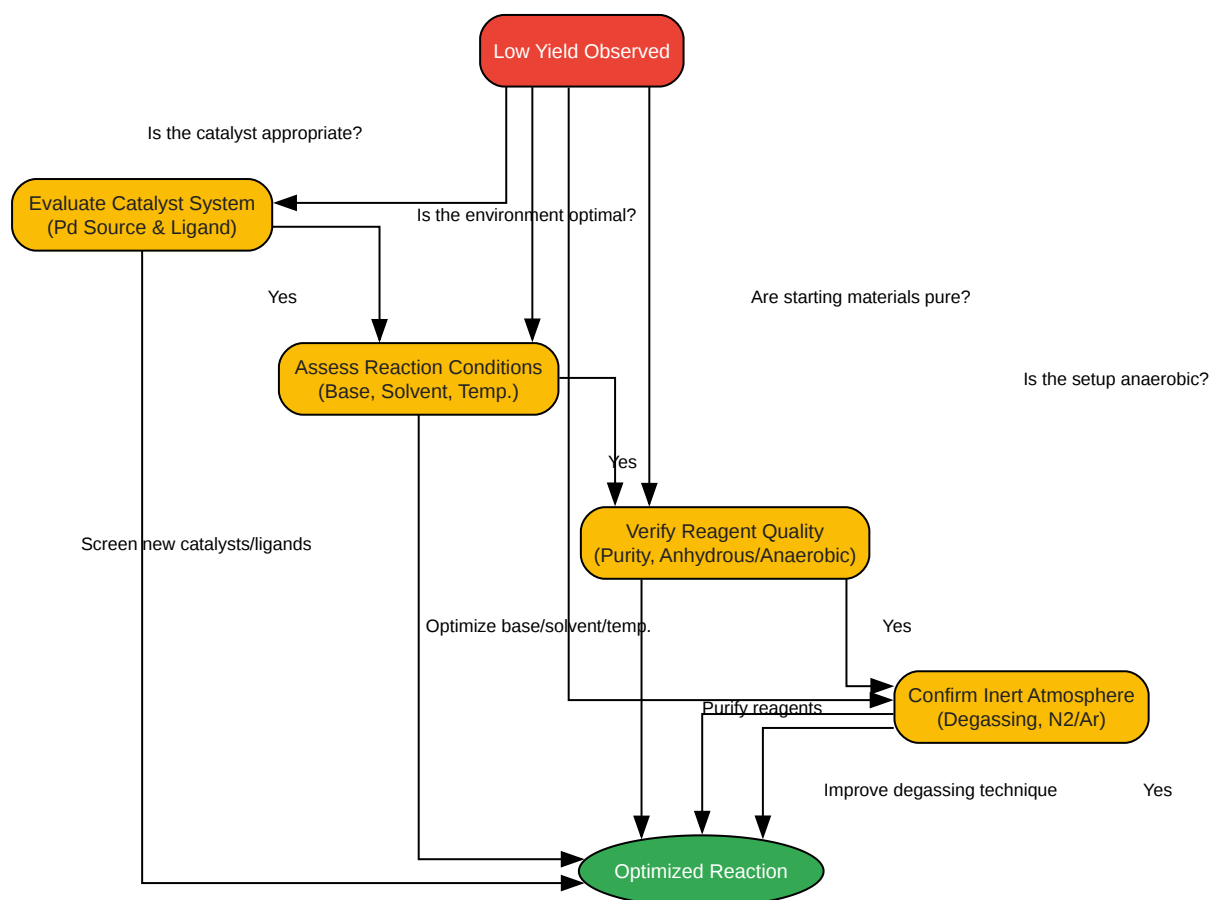 Low Yield Observed
Is the catalyst appropriate?
Evaluate Catalyst System
(Pd Source & Ligand)
Is the environment optimal?
Yes
Are starting materials pure?
Assess Reaction Conditions
(Base, Solvent, Temp.)
Is the setup anaerobic?
Yes
Verify Reagent Quality
(Purity, Anhydrous/Anaerobic)
Screen new catalysts/ligands
Optimize base/solvent/temp.
Yes
Confirm Inert Atmosphere
(Degassing, N2/Ar)
Purify reagents
Improve degassing technique
Yes
Optimized Reaction